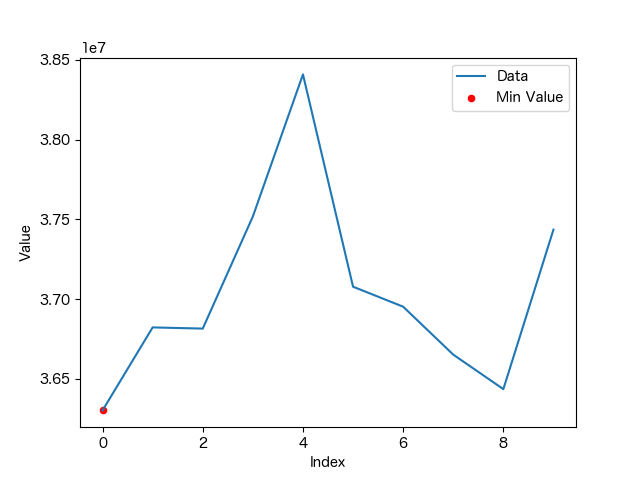 1e7
3.85
3.80
3.75
3.70
3.65
Value
0 2 4 6 8
Index
Data
Min Value